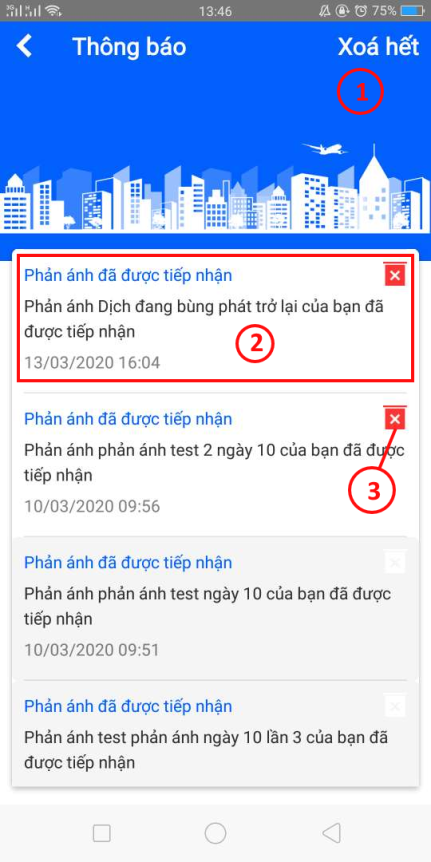 3G 13:46 75%
Thông báo Xoá hết
1
Phản ánh đã được tiếp nhận
Phản ánh Dịch đang bùng phát trở lại của bạn đã
được tiếp nhận
2
13/03/2020 16:04
Phản ánh đã được tiếp nhận
Phản ánh phản ánh test 2 ngày 10 của bạn đã được
tiếp nhận
3
10/03/2020 09:56
Phản ánh đã được tiếp nhận
Phản ánh phản ánh test ngày 10 của bạn đã được
tiếp nhận
10/03/2020 09:51
Phản ánh đã được tiếp nhận
Phản ánh test phản ánh ngày 10 lần 3 của bạn đã
được tiếp nhận